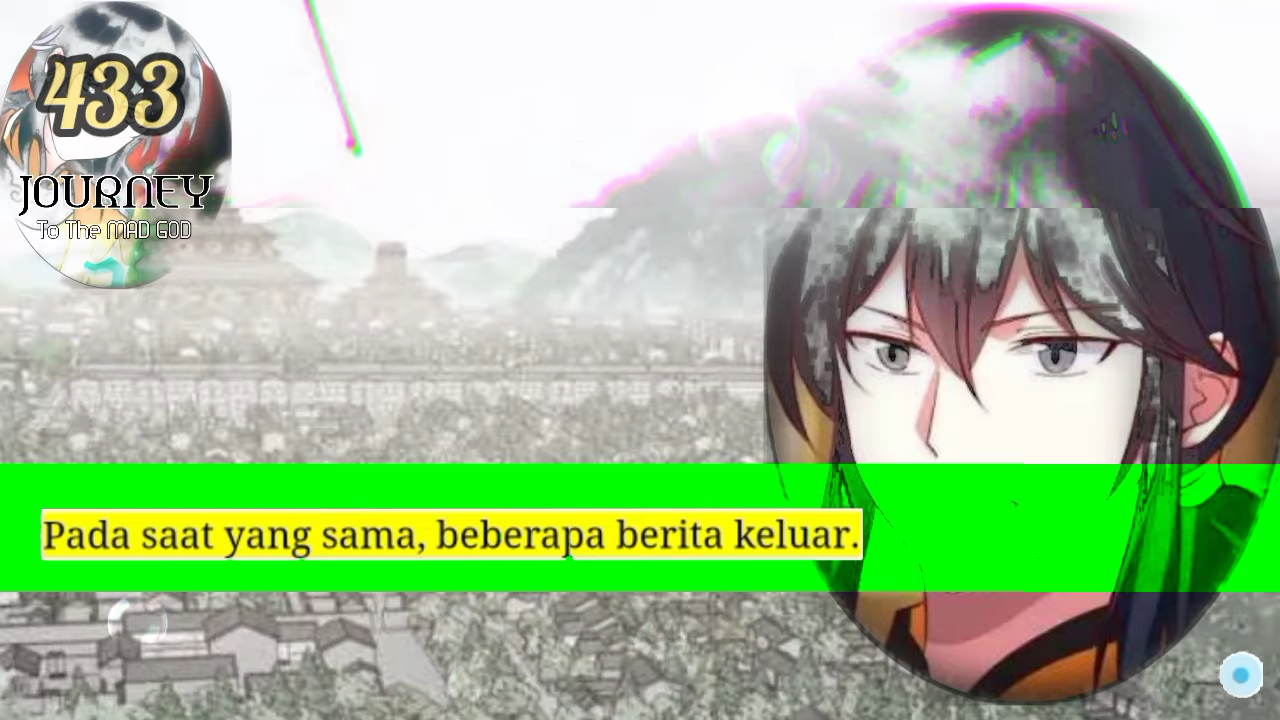 433
JOURNEY
To The MAD GOD
Pada saat yang sama, beberapa berita keluar.